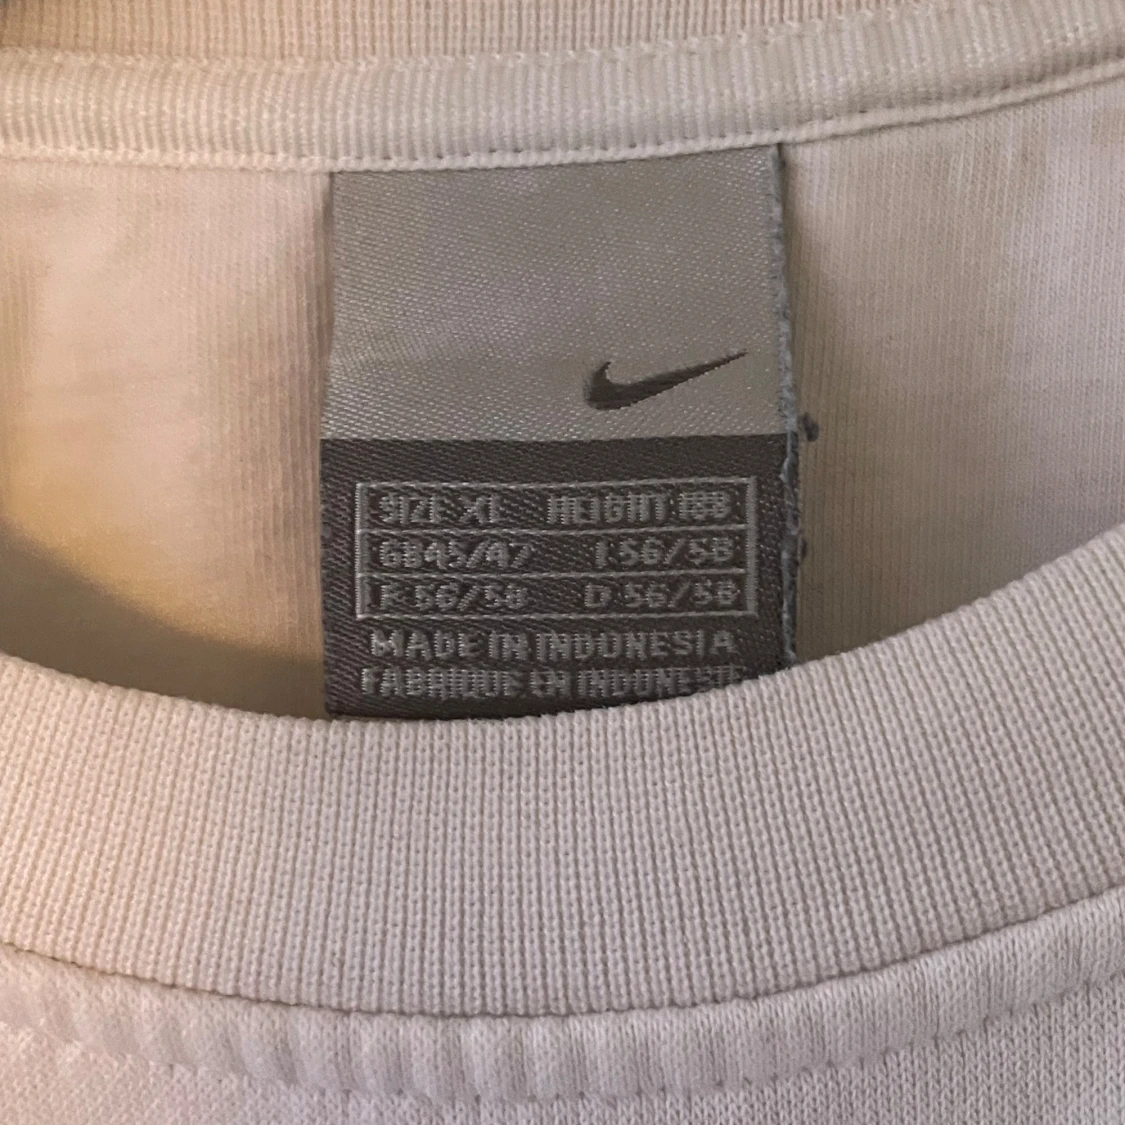 SIZE XL HEIGHT 188
GB45/47 I 56/58
F 56/58 D 56/58
MADE IN INDONESIA
FABRIQUE EN INDONESIE